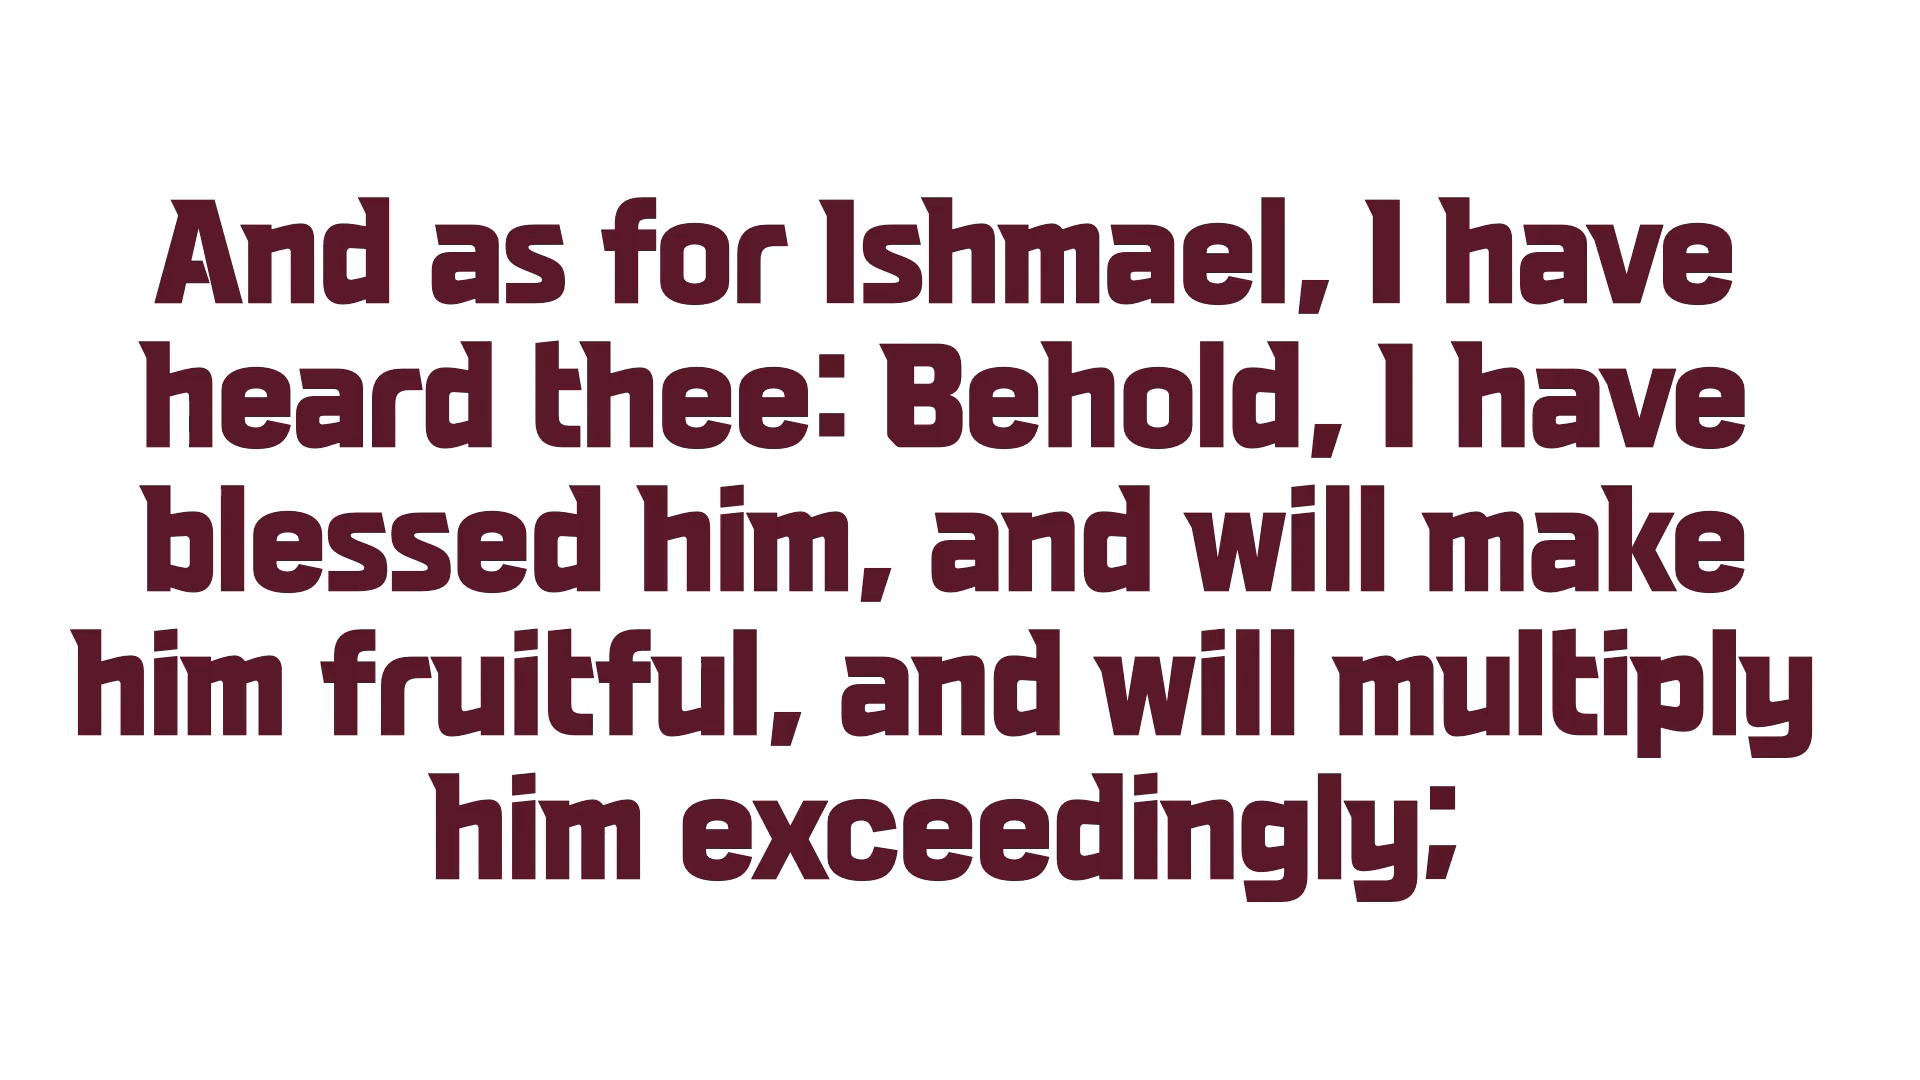 And as for Ishmael, I have
heard thee: Behold, I have
blessed him, and will make
him fruitful, and will multiply
him exceedingly;